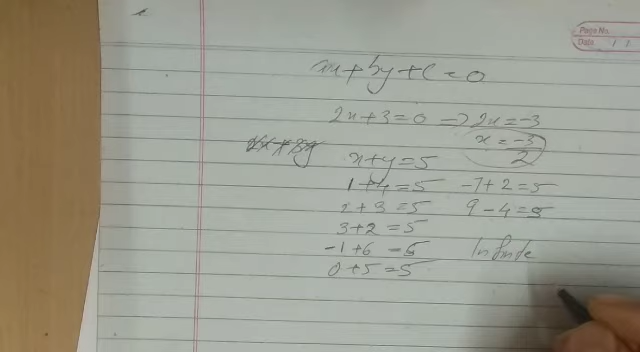 Page No.
Date / /
ax+by+c=0
2x+3=0 => 2x=-3
x=-3/2
x+y=5
1+4=5 -7+2=5
2+3=5 9-4=5
3+2=5
-1+6=5 Infinite
0+5=5